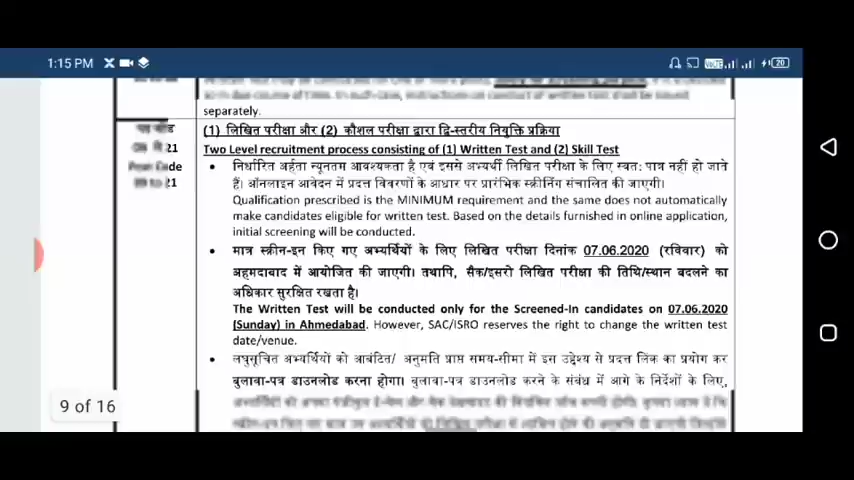 1:15 PM
20
separately.
21
21
(1) लिखित परीक्षा और (2) कौशल परीक्षा द्वारा द्वि-स्तरीय नियुक्ति प्रक्रिया
Two Level recruitment process consisting of (1) Written Test and (2) Skill Test
• निर्धारित अर्हता न्यूनतम आवश्यकता है एवं इससे अभ्यर्थी लिखित परीक्षा के लिए स्वतः पात्र नहीं हो जाते
हैं। ऑनलाइन आवेदन में प्रदत्त विवरणों के आधार पर प्रारंभिक स्क्रीनिंग संचालित की जाएगी।
Qualification prescribed is the MINIMUM requirement and the same does not automatically
make candidates eligible for written test. Based on the details furnished in online application,
initial screening will be conducted.
• मात्र स्क्रीन-इन किए गए अभ्यर्थियों के लिए लिखित परीक्षा दिनांक 07.06.2020 (रविवार) को
अहमदाबाद में आयोजित की जाएगी। तथापि, सैक/इसरो लिखित परीक्षा की तिथि/स्थान बदलने का
अधिकार सुरक्षित रखता है।
The Written Test will be conducted only for the Screened-In candidates on 07.06.2020
(Sunday) in Ahmedabad. However, SAC/ISRO reserves the right to change the written test
date/venue.
• लघुसूचित अभ्यर्थियों को आबंटित/ अनुमति प्राप्त समय-सीमा में इस उद्देश्य से प्रदत्त लिंक का प्रयोग कर
बुलावा-पत्र डाउनलोड करना होगा। बुलावा-पत्र डाउनलोड करने के संबंध में आगे के निर्देशों के लिए,
9 of 16